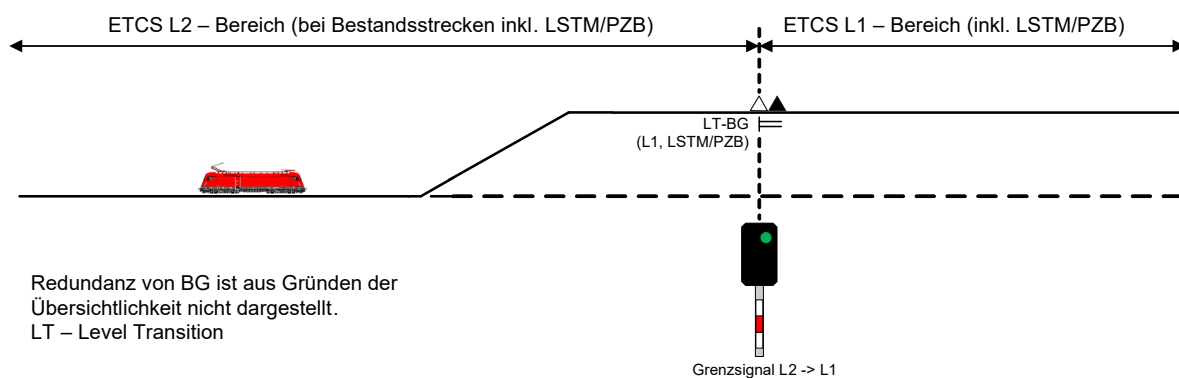 ETCS L2 – Bereich (bei Bestandsstrecken inkl. LSTM/PZB)
ETCS L1 – Bereich (inkl. LSTM/PZB)
LT-BG
(L1, LSTM/PZB)
Redundanz von BG ist aus Gründen der
Übersichtlichkeit nicht dargestellt.
LT – Level Transition
Grenzsignal L2 -> L1